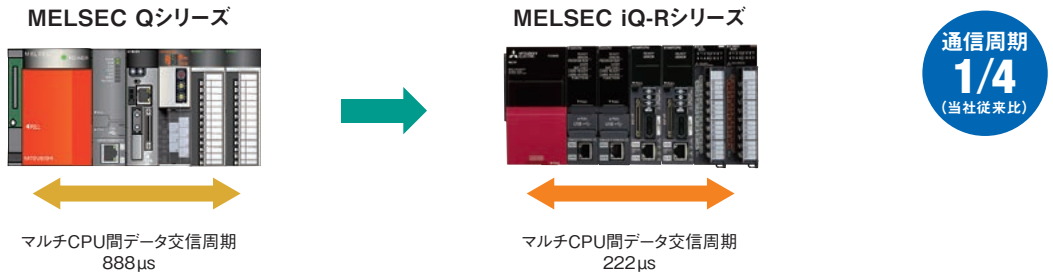 MELSEC Qシリーズ
MELSEC iQ-Rシリーズ
通信周期
1/4
(当社従来比)
マルチCPU間データ交信周期
888μs
マルチCPU間データ交信周期
222μs